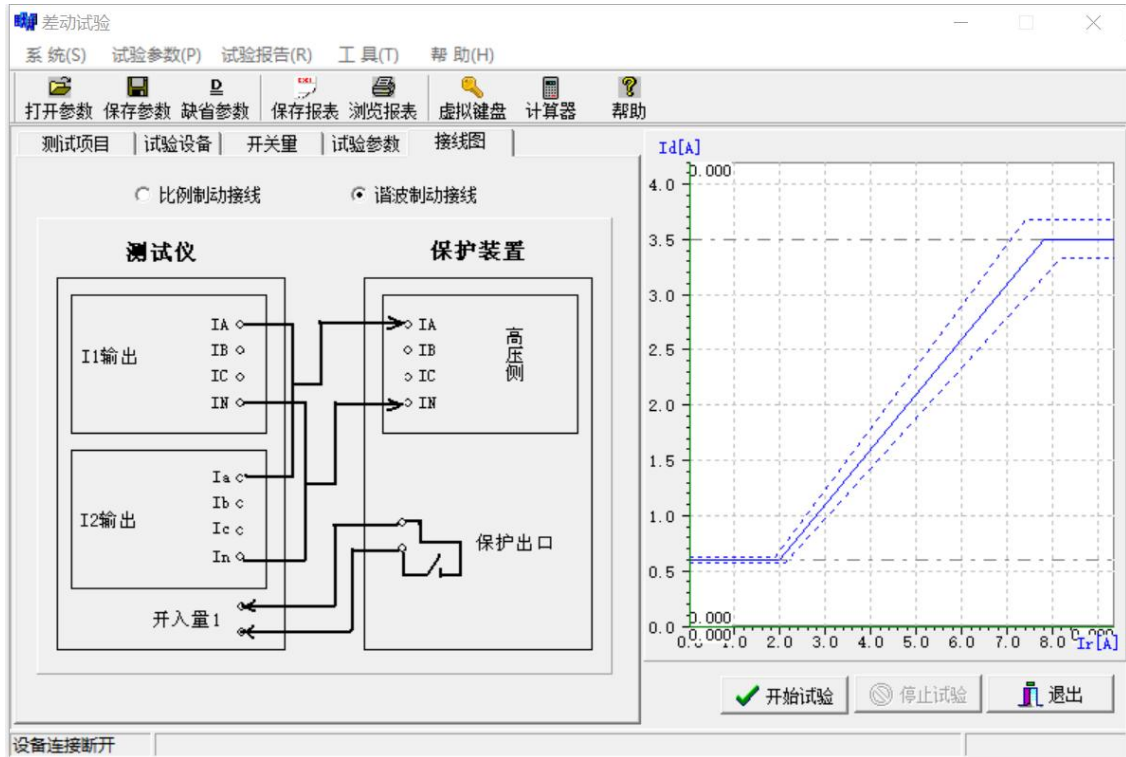 差动试验
系 统(S) 试验参数(P) 试验报告(R) 工 具(T) 帮 助(H)
打开参数 保存参数 缺省参数 保存报表 浏览报表 虚拟键盘 计算器 帮助
测试项目 试验设备 开关量 试验参数 接线图
比例制动接线 谐波制动接线
测试仪 保护装置
I1输出
IA
IB
IC
IN
IA
IB
IC
IN
高压侧
I2输出
Ia
Ib
Ic
In
保护出口
开入量1
Id[A]
0.000
4.0
3.5
3.0
2.5
2.0
1.5
1.0
0.5
0.0
0.000
0.000
1.0 2.0 3.0 4.0 5.0 6.0 7.0 8.0
Ir[A]
开始试验 停止试验 退出
设备连接断开